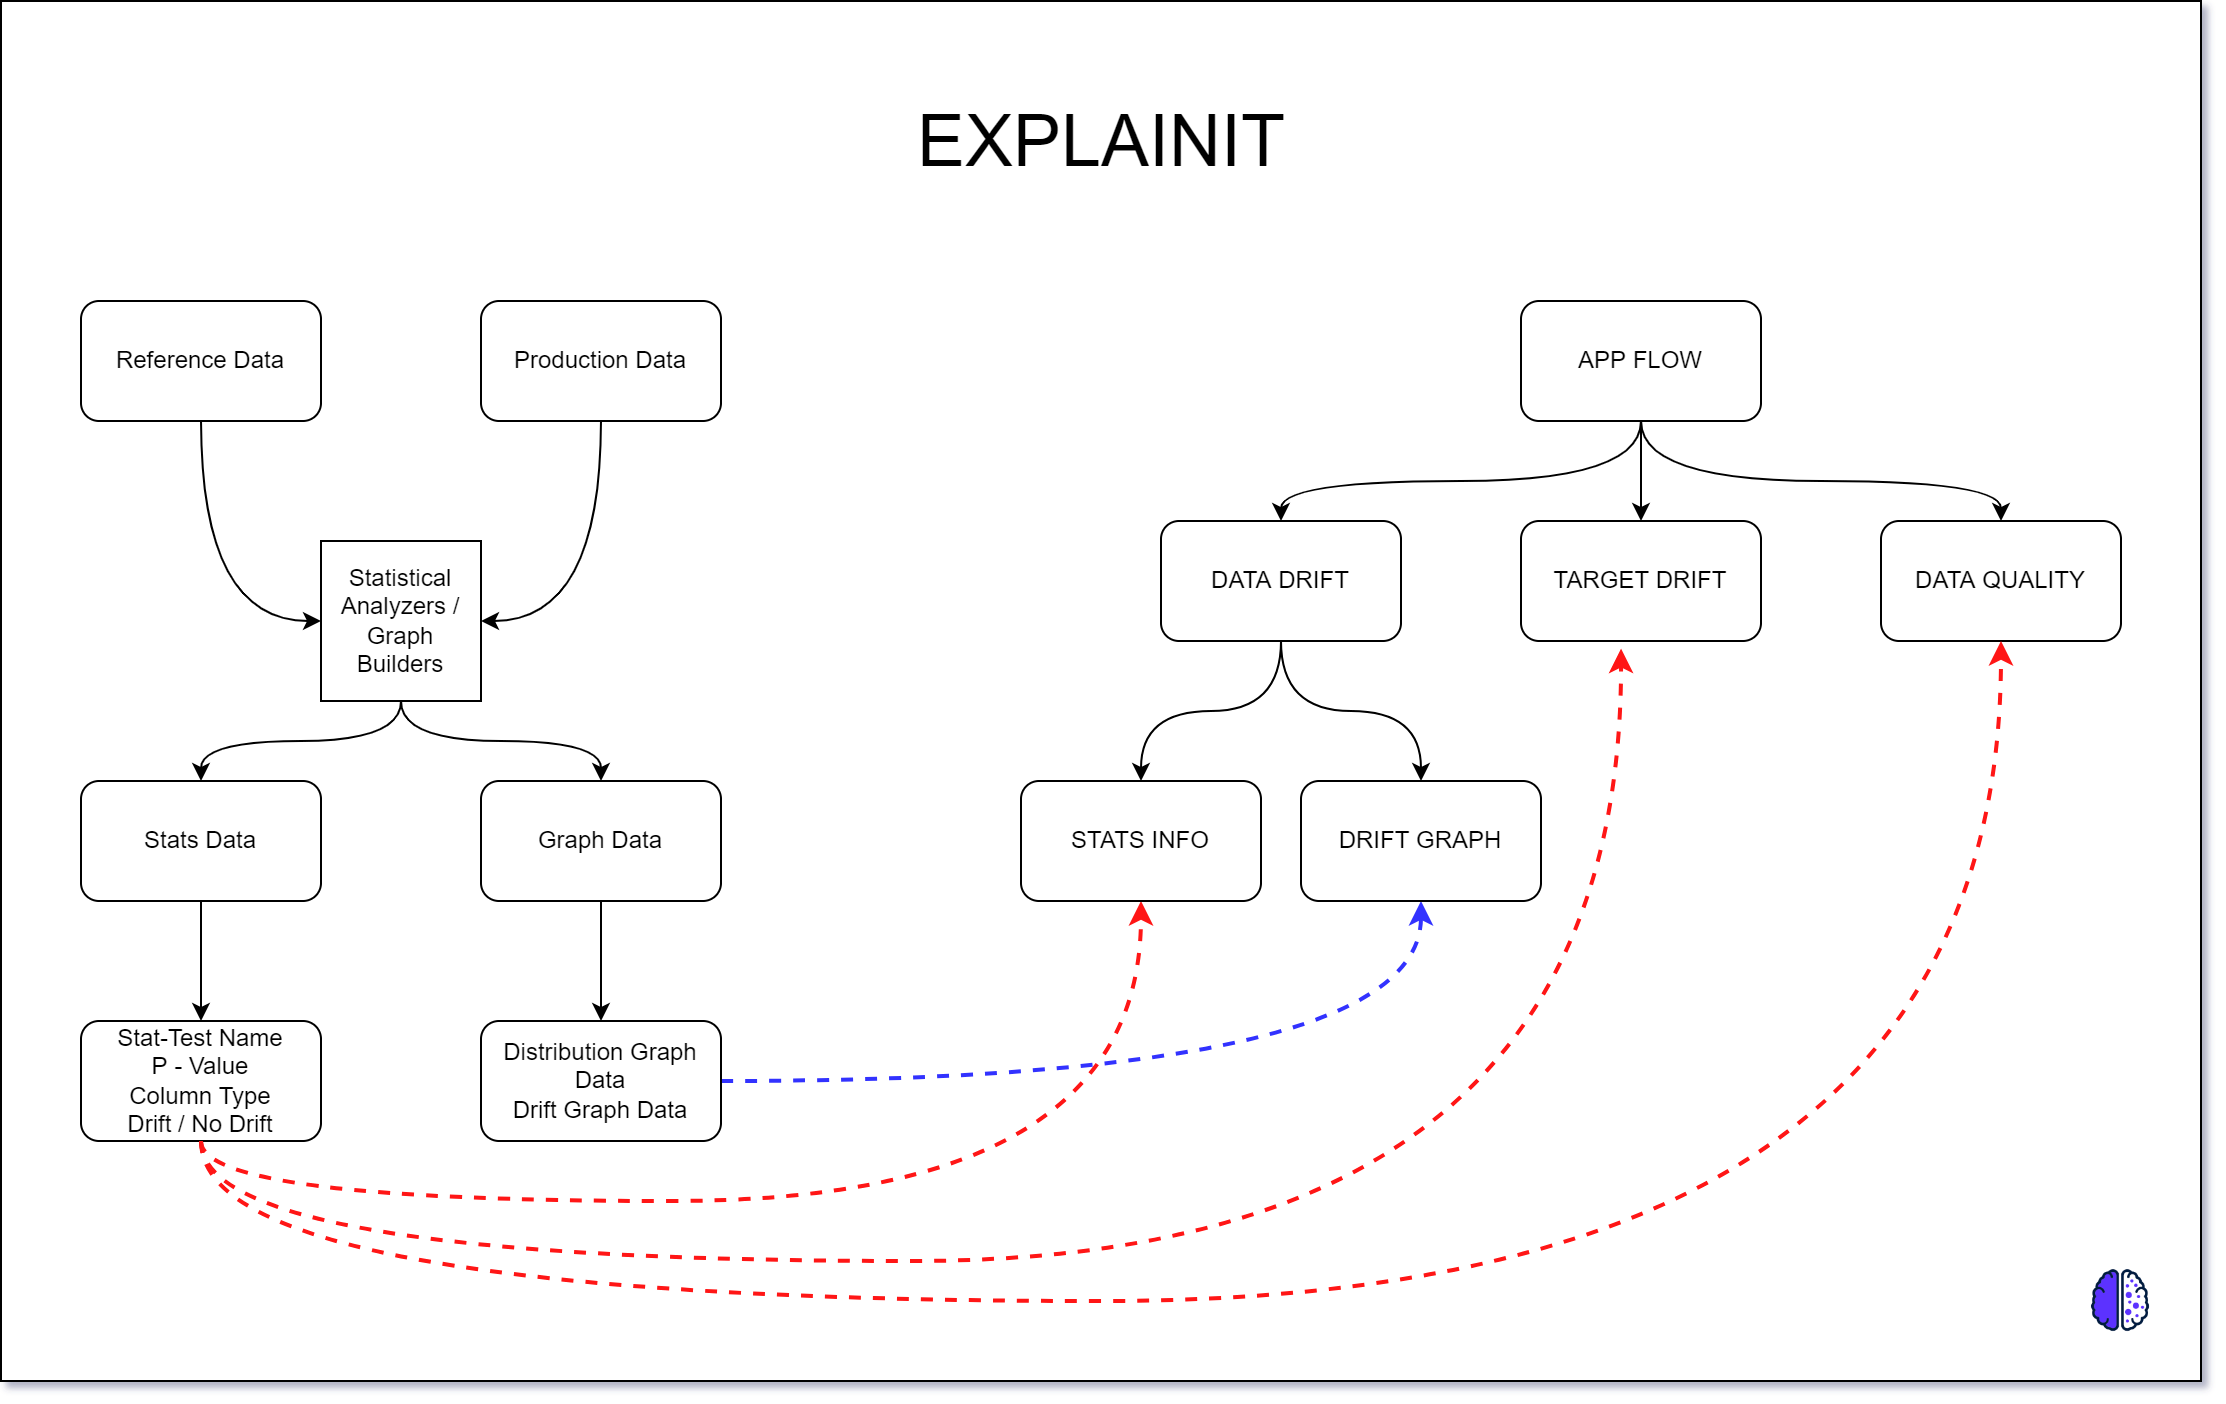 EXPLAINIT
Reference Data
Production Data
APP FLOW
Statistical
Analyzers /
Graph
Builders
DATA DRIFT
TARGET DRIFT
DATA QUALITY
Stats Data
Graph Data
STATS INFO
DRIFT GRAPH
Stat-Test Name
P - Value
Column Type
Drift / No Drift
Distribution Graph
Data
Drift Graph Data